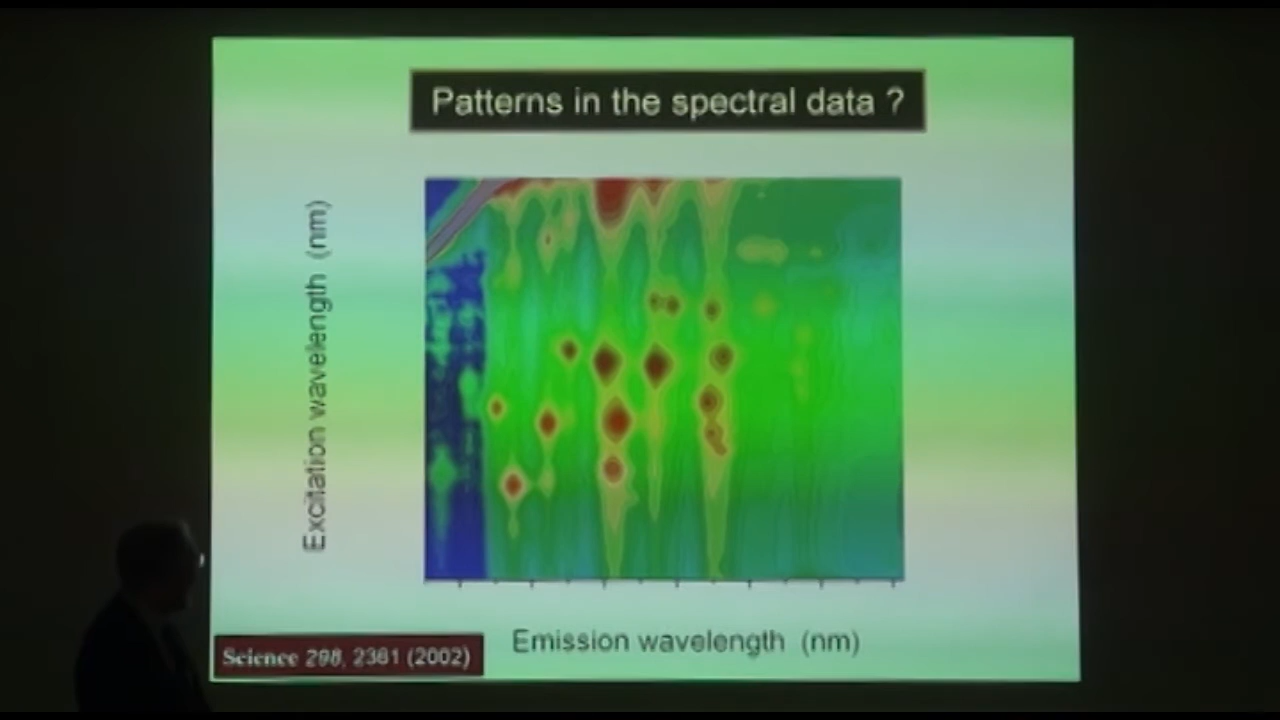 Patterns in the spectral data ?
Excitation wavelength (nm)
Emission wavelength (nm)
Science 298, 2361 (2002)